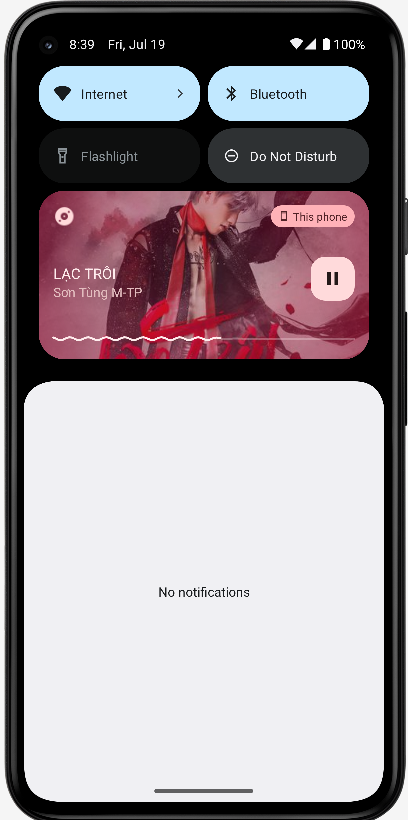 8:39 Fri, Jul 19 100%
Internet Bluetooth
Flashlight Do Not Disturb
This phone
LẠC TRÔI
Sơn Tùng M-TP
No notifications